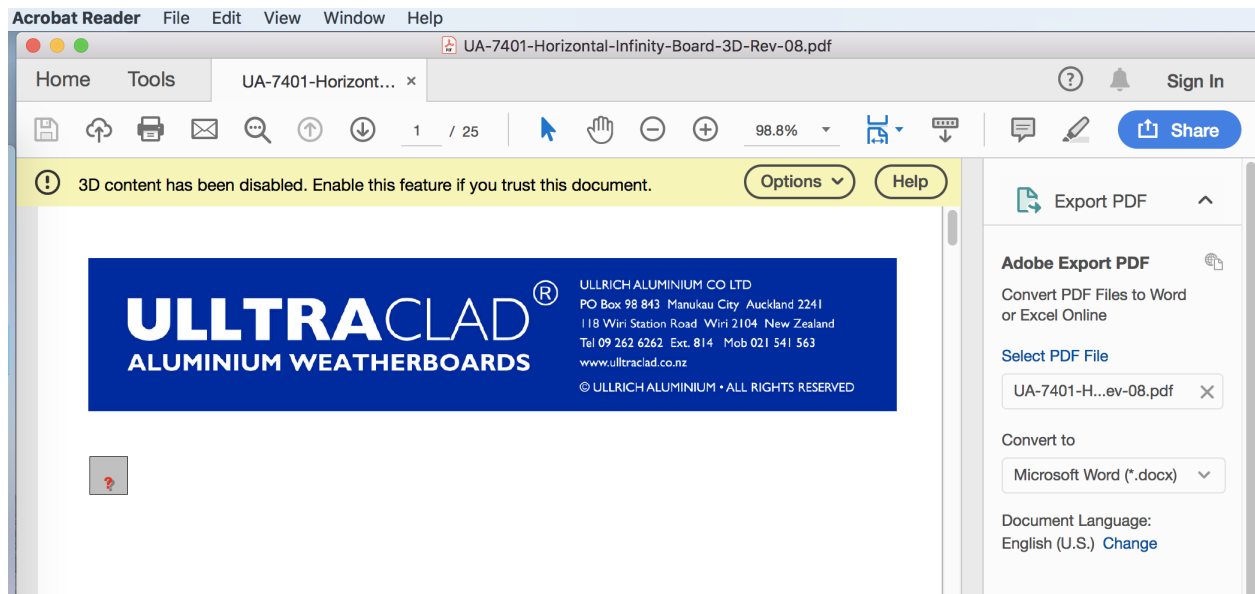 Acrobat Reader File Edit View Window Help
UA-7401-Horizontal-Infinity-Board-3D-Rev-08.pdf
Home Tools UA-7401-Horizont... × ? Sign In
1 / 25 98.8% Share
3D content has been disabled. Enable this feature if you trust this document. Options Help
ULLTRACLAD®
ALUMINIUM WEATHERBOARDS
ULLRICH ALUMINIUM CO LTD
PO Box 98 843 Manukau City Auckland 2241
118 Wiri Station Road Wiri 2104 New Zealand
Tel 09 262 6262 Ext. 814 Mob 021 541 563
www.ulltraclad.co.nz
© ULLRICH ALUMINIUM • ALL RIGHTS RESERVED
?
Export PDF
Adobe Export PDF
Convert PDF Files to Word
or Excel Online
Select PDF File
UA-7401-H...ev-08.pdf
Convert to
Microsoft Word (*.docx)
Document Language:
English (U.S.) Change